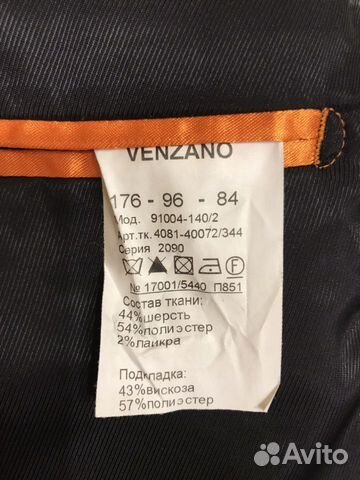 VENZANO
176 - 96 - 84
Мод. 91004-140/2
Арт.тк. 4081-40072/344
Серия 2090
№ 17001/5440 П851
Состав ткани:
44%шерсть
54%полиэстер
2%лайкра
Подкладка:
43%вискоза
57%полиэстер
Avito